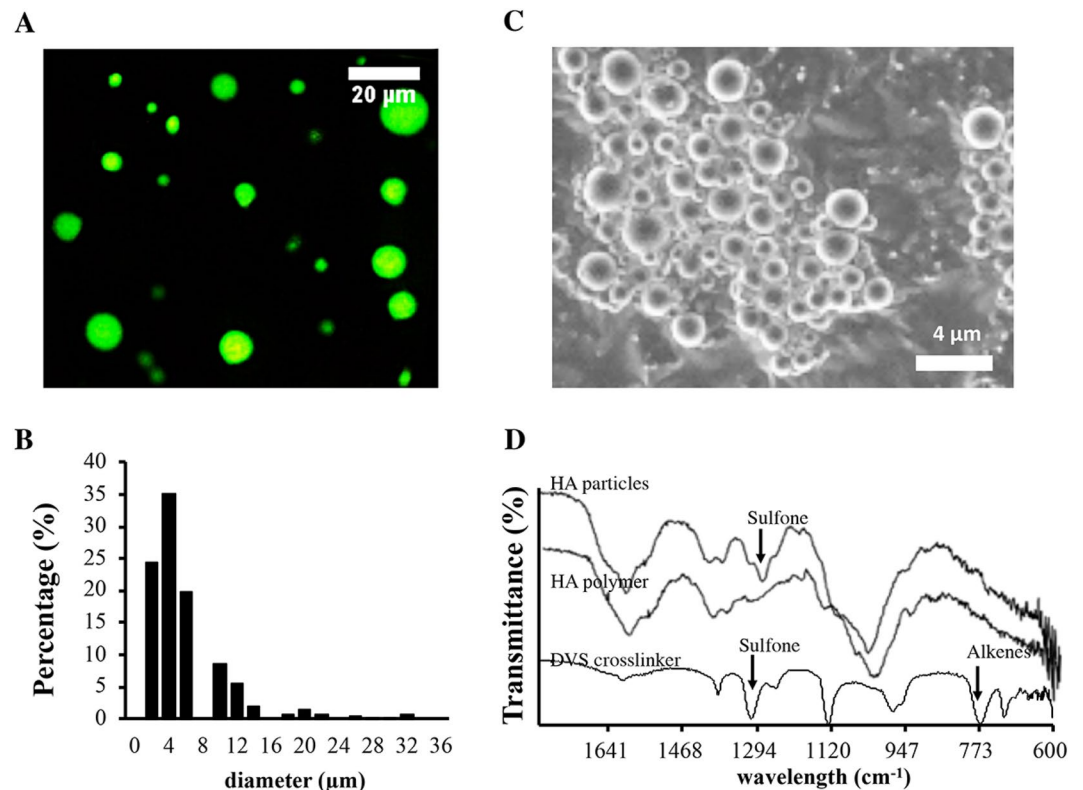 A
20 µm
C
4 µm
B
Percentage (%)
40
35
30
25
20
15
10
5
0
0 4 8 12 16 20 24 28 32 36
diameter (µm)
D
Transmittance (%)
HA particles
Sulfone
HA polymer
Sulfone
DVS crosslinker
Alkenes
1641 1468 1294 1120 947 773 600
wavelength (cm⁻¹)